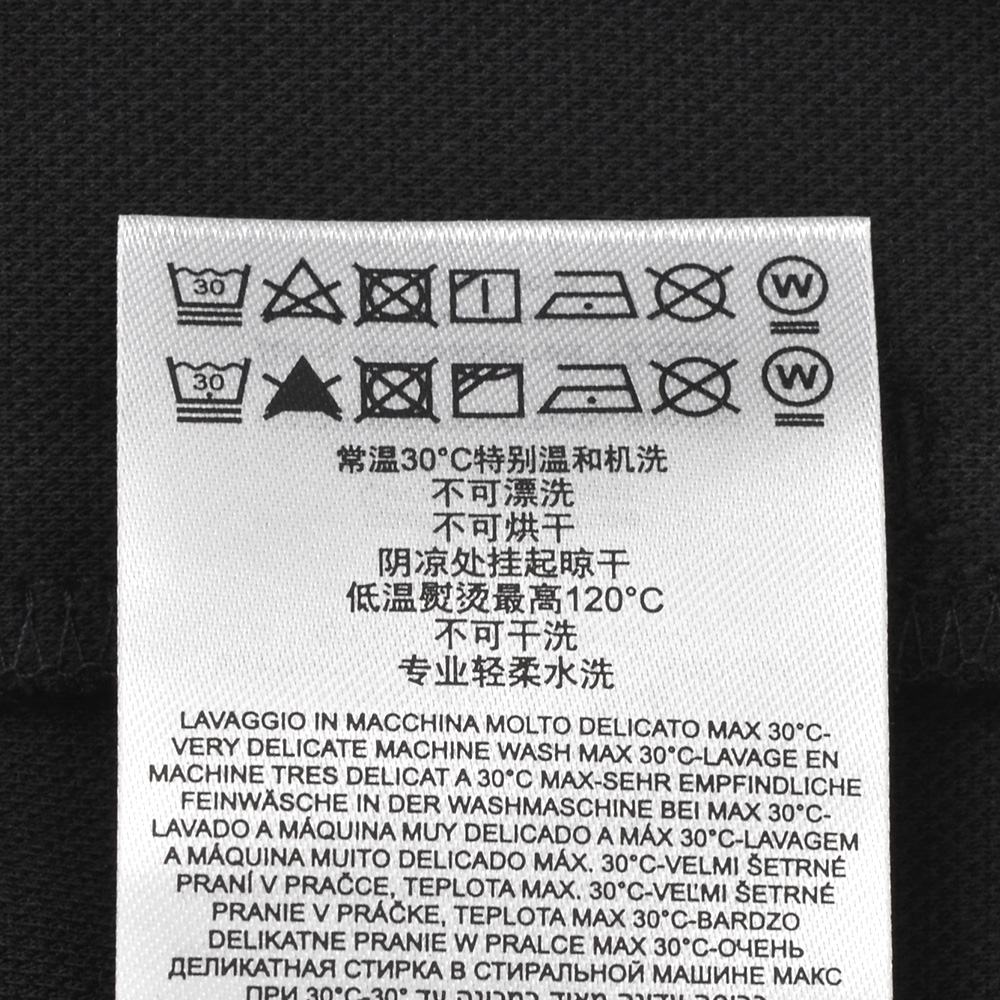 30 W
30 W
常温30°C特别温和机洗
不可漂洗
不可烘干
阴凉处挂起晾干
低温熨烫最高120°C
不可干洗
专业轻柔水洗
LAVAGGIO IN MACCHINA MOLTO DELICATO MAX 30°C-
VERY DELICATE MACHINE WASH MAX 30°C-LAVAGE EN
MACHINE TRES DELICAT A 30°C MAX-SEHR EMPFINDLICHE
FEINWÄSCHE IN DER WASHMASCHINE BEI MAX 30°C-
LAVADO A MÁQUINA MUY DELICADO A MÁX 30°C-LAVAGEM
A MÁQUINA MUITO DELICADO MÁX. 30°C-VELMI ŠETRNÉ
PRANÍ V PRAČCE, TEPLOTA MAX. 30°C-VEĽMI ŠETRNÉ
PRANIE V PRÁČKE, TEPLOTA MAX 30°C-BARDZO
DELIKATNE PRANIE W PRALCE MAX 30°C-ОЧЕНЬ
ДЕЛИКАТНАЯ СТИРКА В СТИРАЛЬНОЙ МАШИНЕ МАКС
ПРИ 30°C-30°